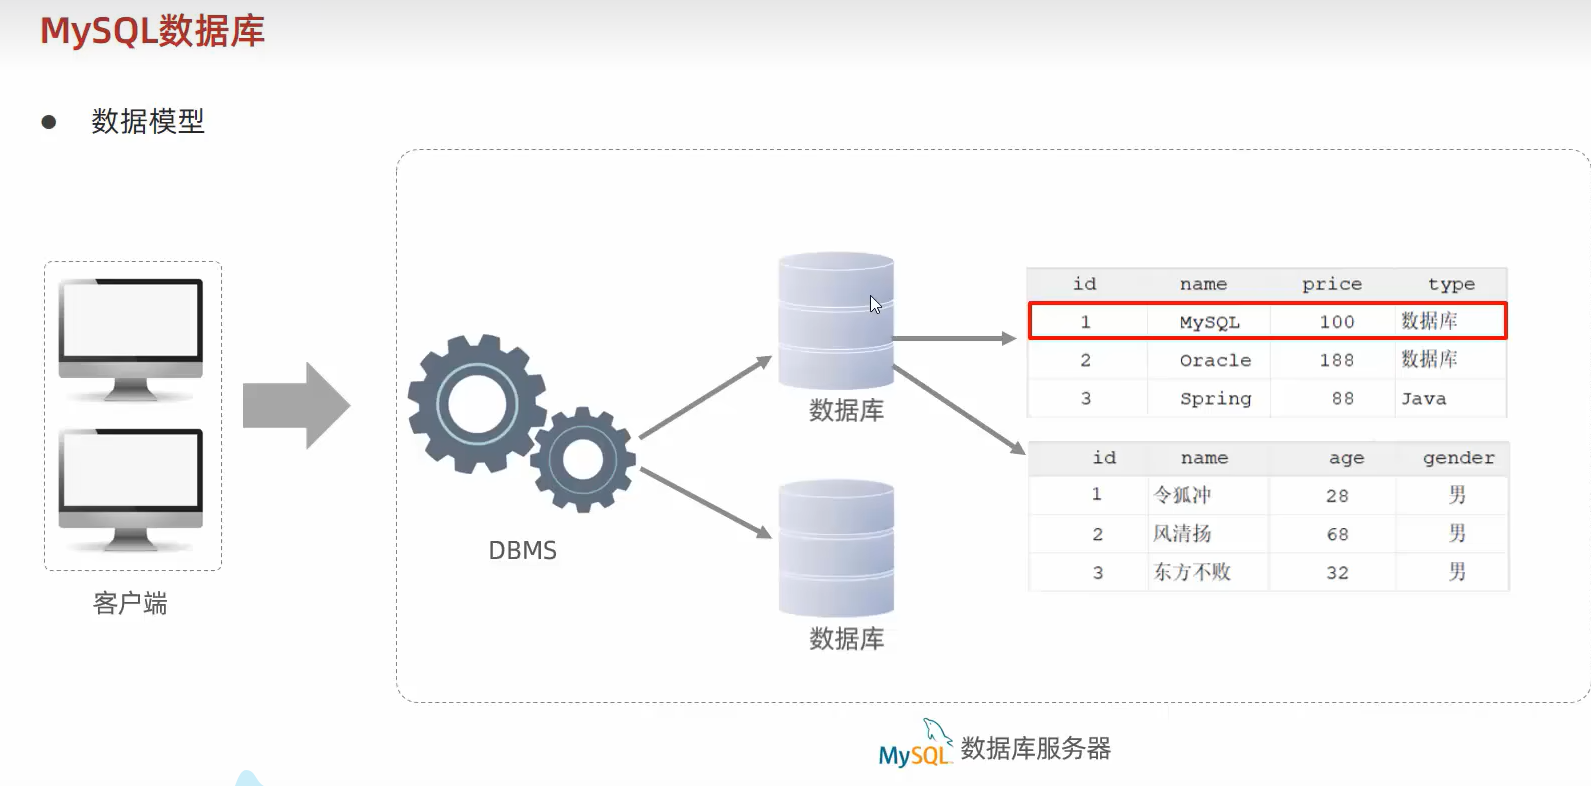 MySQL数据库
● 数据模型
客户端
DBMS
数据库
数据库
id name price type
1 MySQL 100 数据库
2 Oracle 188 数据库
3 Spring 88 Java
id name age gender
1 令狐冲 28 男
2 风清扬 68 男
3 东方不败 32 男
MySQL 数据库服务器